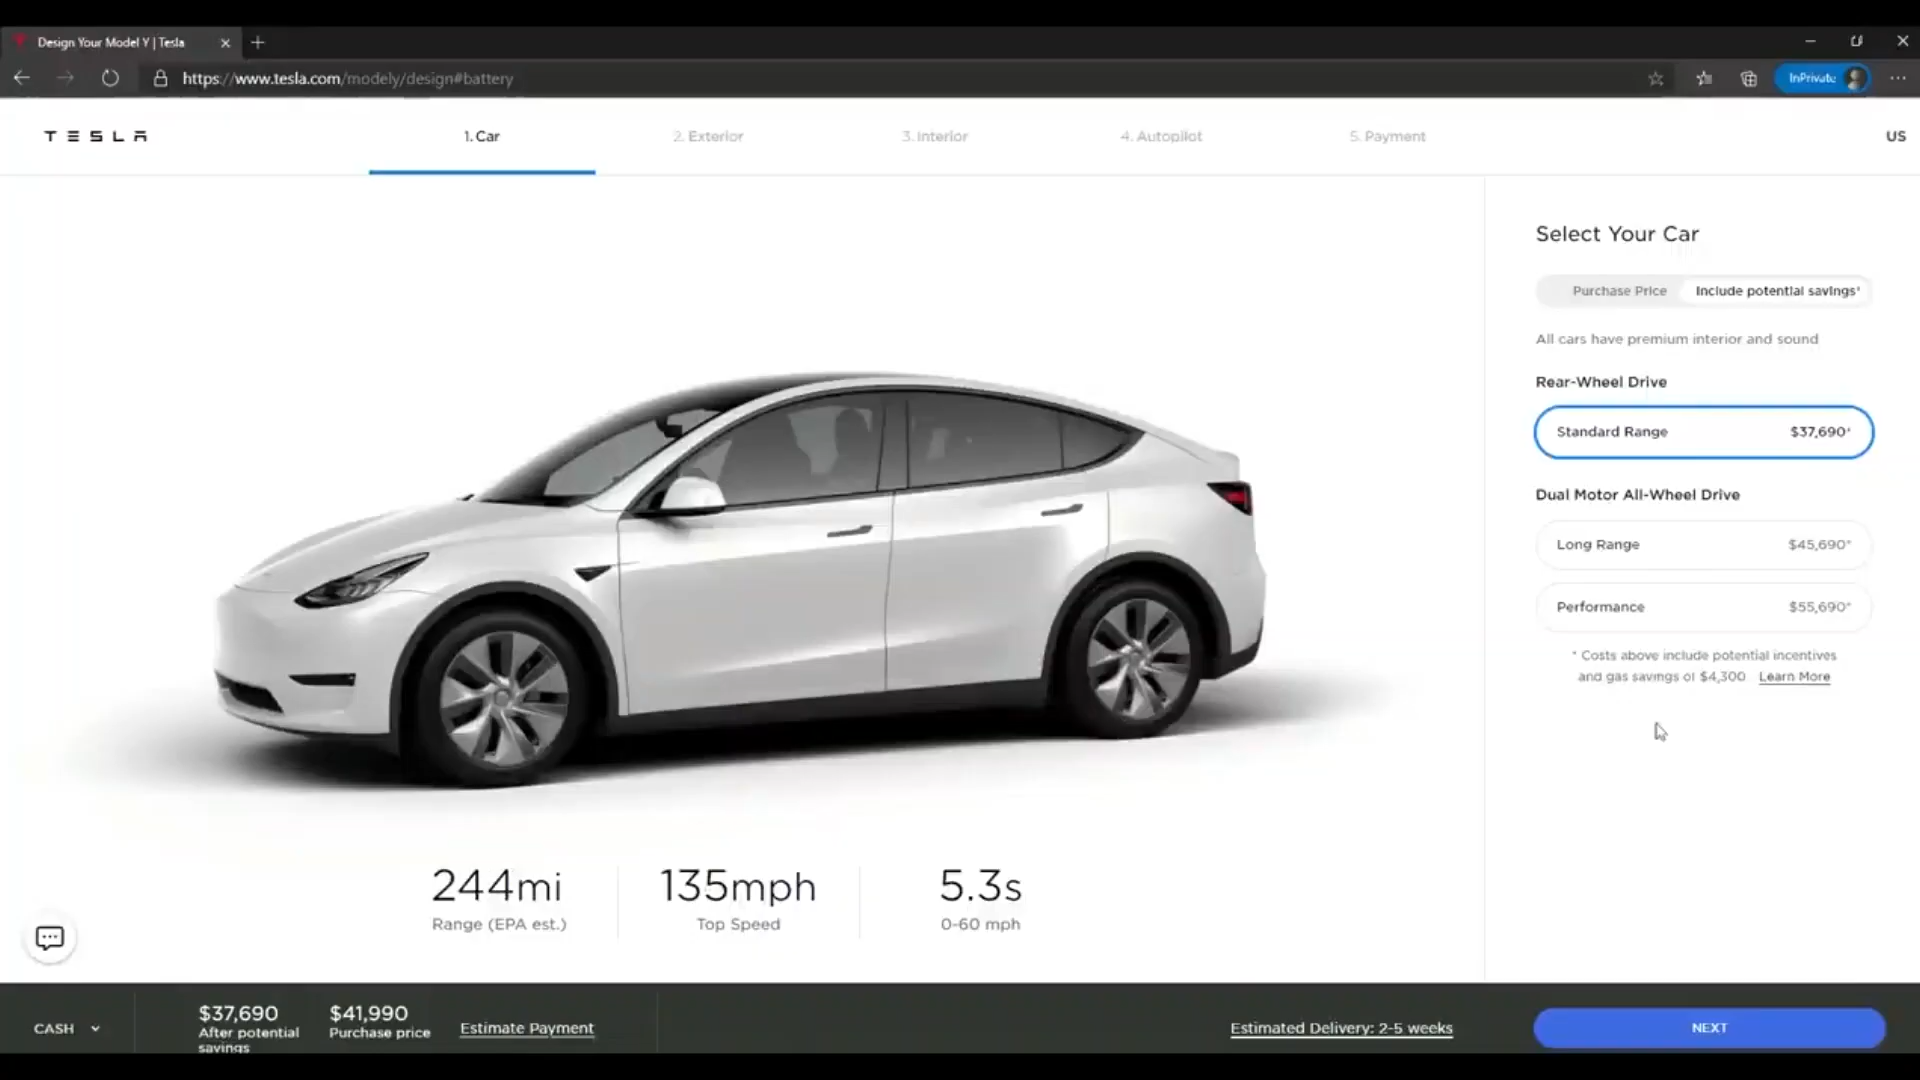 Design Your Model Y | Tesla
https://www.tesla.com/modely/design#battery
InPrivate
TESLA
1. Car
2. Exterior
3. Interior
4. Autopilot
5. Payment
US
Select Your Car
Purchase Price
Include potential savings*
All cars have premium interior and sound
Rear-Wheel Drive
Standard Range $37,690*
Dual Motor All-Wheel Drive
Long Range $45,690*
Performance $55,690*
* Costs above include potential incentives
and gas savings of $4,300 Learn More
244mi
Range (EPA est.)
135mph
Top Speed
5.3s
0-60 mph
CASH
$37,690
After potential
savings
$41,990
Purchase price
Estimate Payment
Estimated Delivery: 2-5 weeks
NEXT